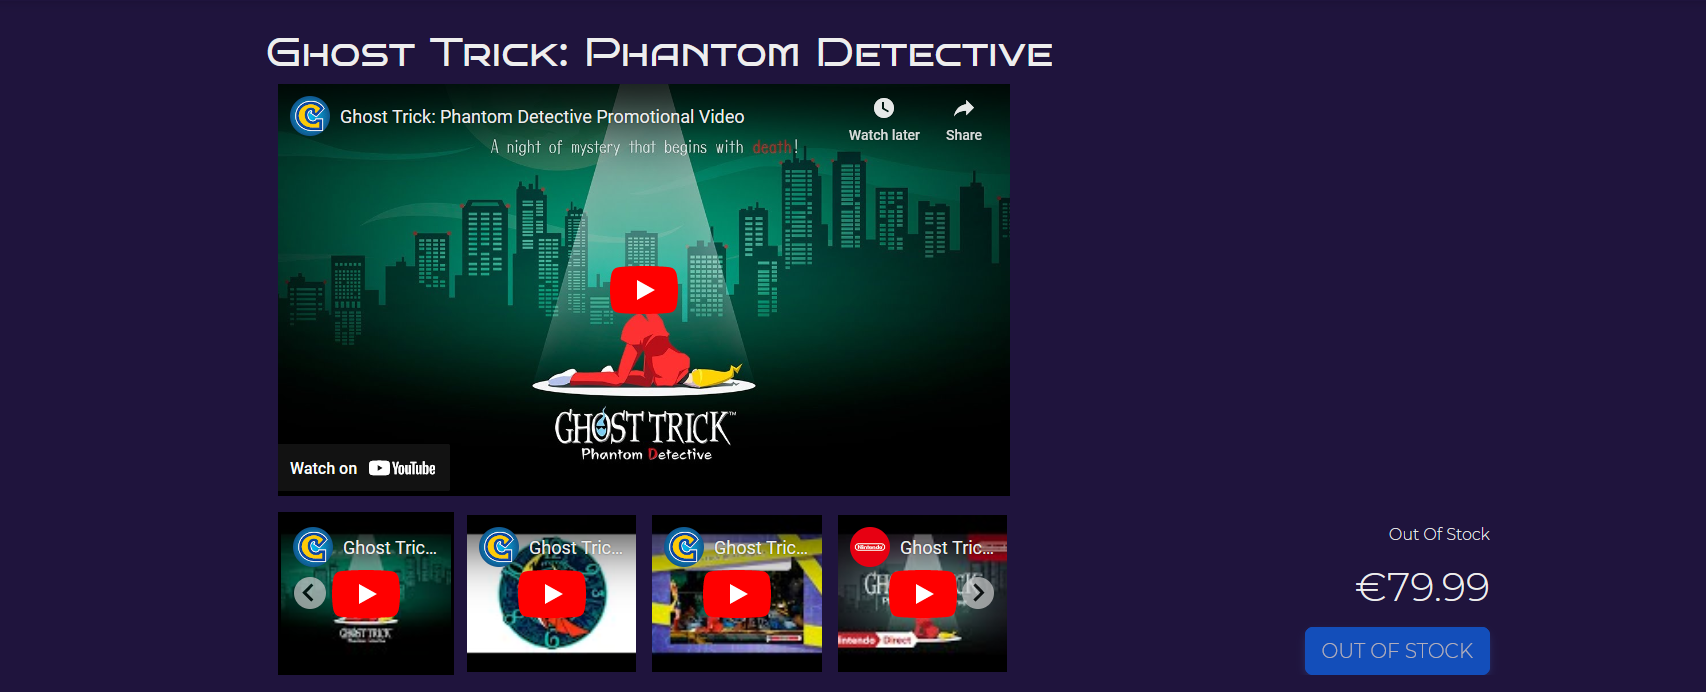 Ghost Trick: Phantom Detective
Ghost Trick: Phantom Detective Promotional Video
Watch later
Share
A night of mystery that begins with death!
GHOST TRICK™
Phantom Detective
Watch on YouTube
Ghost Tric...
Ghost Tric...
Ghost Tric...
Nintendo
Ghost Tric...
GHOST TRICK
Nintendo Direct
Out Of Stock
€79.99
OUT OF STOCK